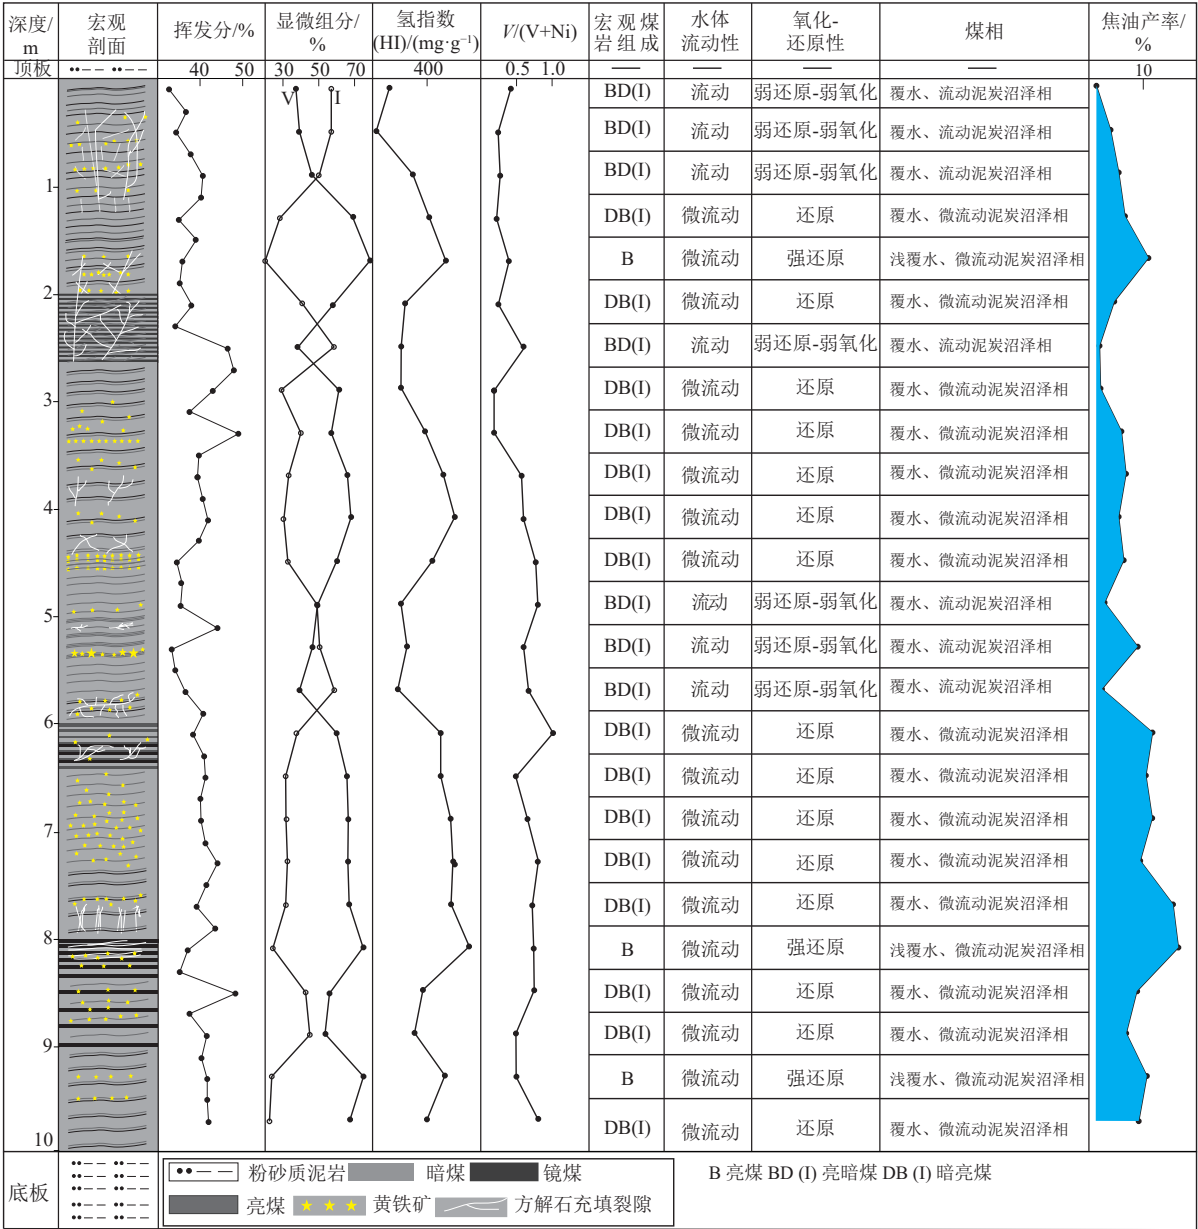 深度/ m
宏观 剖面
挥发分/%
显微组分/ %
氢指数 (HI)/(mg·g⁻¹)
V/(V+Ni)
宏观煤 岩组成
水体 流动性
氧化- 还原性
煤相
焦油产率/ %
顶板 40 50 30 50 70 400 0.5 1.0 — — — — 10
V I
BD(I) 流动 弱还原-弱氧化 覆水、流动泥炭沼泽相
BD(I) 流动 弱还原-弱氧化 覆水、流动泥炭沼泽相
1 BD(I) 流动 弱还原-弱氧化 覆水、流动泥炭沼泽相
DB(I) 微流动 还原 覆水、微流动泥炭沼泽相
B 微流动 强还原 浅覆水、微流动泥炭沼泽相
2 DB(I) 微流动 还原 覆水、微流动泥炭沼泽相
BD(I) 流动 弱还原-弱氧化 覆水、流动泥炭沼泽相
3 DB(I) 微流动 还原 覆水、微流动泥炭沼泽相
DB(I) 微流动 还原 覆水、微流动泥炭沼泽相
DB(I) 微流动 还原 覆水、微流动泥炭沼泽相
4 DB(I) 微流动 还原 覆水、微流动泥炭沼泽相
DB(I) 微流动 还原 覆水、微流动泥炭沼泽相
5 BD(I) 流动 弱还原-弱氧化 覆水、流动泥炭沼泽相
BD(I) 流动 弱还原-弱氧化 覆水、流动泥炭沼泽相
BD(I) 流动 弱还原-弱氧化 覆水、流动泥炭沼泽相
6 DB(I) 微流动 还原 覆水、微流动泥炭沼泽相
DB(I) 微流动 还原 覆水、微流动泥炭沼泽相
7 DB(I) 微流动 还原 覆水、微流动泥炭沼泽相
DB(I) 微流动 还原 覆水、微流动泥炭沼泽相
DB(I) 微流动 还原 覆水、微流动泥炭沼泽相
8 B 微流动 强还原 浅覆水、微流动泥炭沼泽相
DB(I) 微流动 还原 覆水、微流动泥炭沼泽相
9 DB(I) 微流动 还原 覆水、微流动泥炭沼泽相
B 微流动 强还原 浅覆水、微流动泥炭沼泽相
10 DB(I) 微流动 还原 覆水、微流动泥炭沼泽相
底板
粉砂质泥岩 暗煤 镜煤
亮煤 黄铁矿 方解石充填裂隙
B 亮煤 BD (I) 亮暗煤 DB (I) 暗亮煤